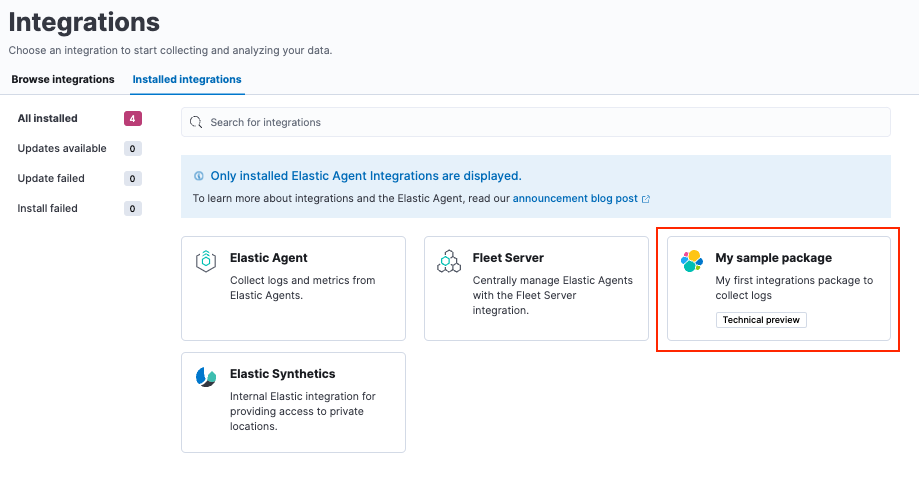 Integrations
Choose an integration to start collecting and analyzing your data.
Browse integrations
Installed integrations
All installed 4
Updates available 0
Update failed 0
Install failed 0
Search for integrations
Only installed Elastic Agent Integrations are displayed.
To learn more about integrations and the Elastic Agent, read our announcement blog post
Elastic Agent
Collect logs and metrics from
Elastic Agents.
Fleet Server
Centrally manage Elastic Agents
with the Fleet Server
integration.
My sample package
My first integrations package to
collect logs
Technical preview
Elastic Synthetics
Internal Elastic integration for
providing access to private
locations.